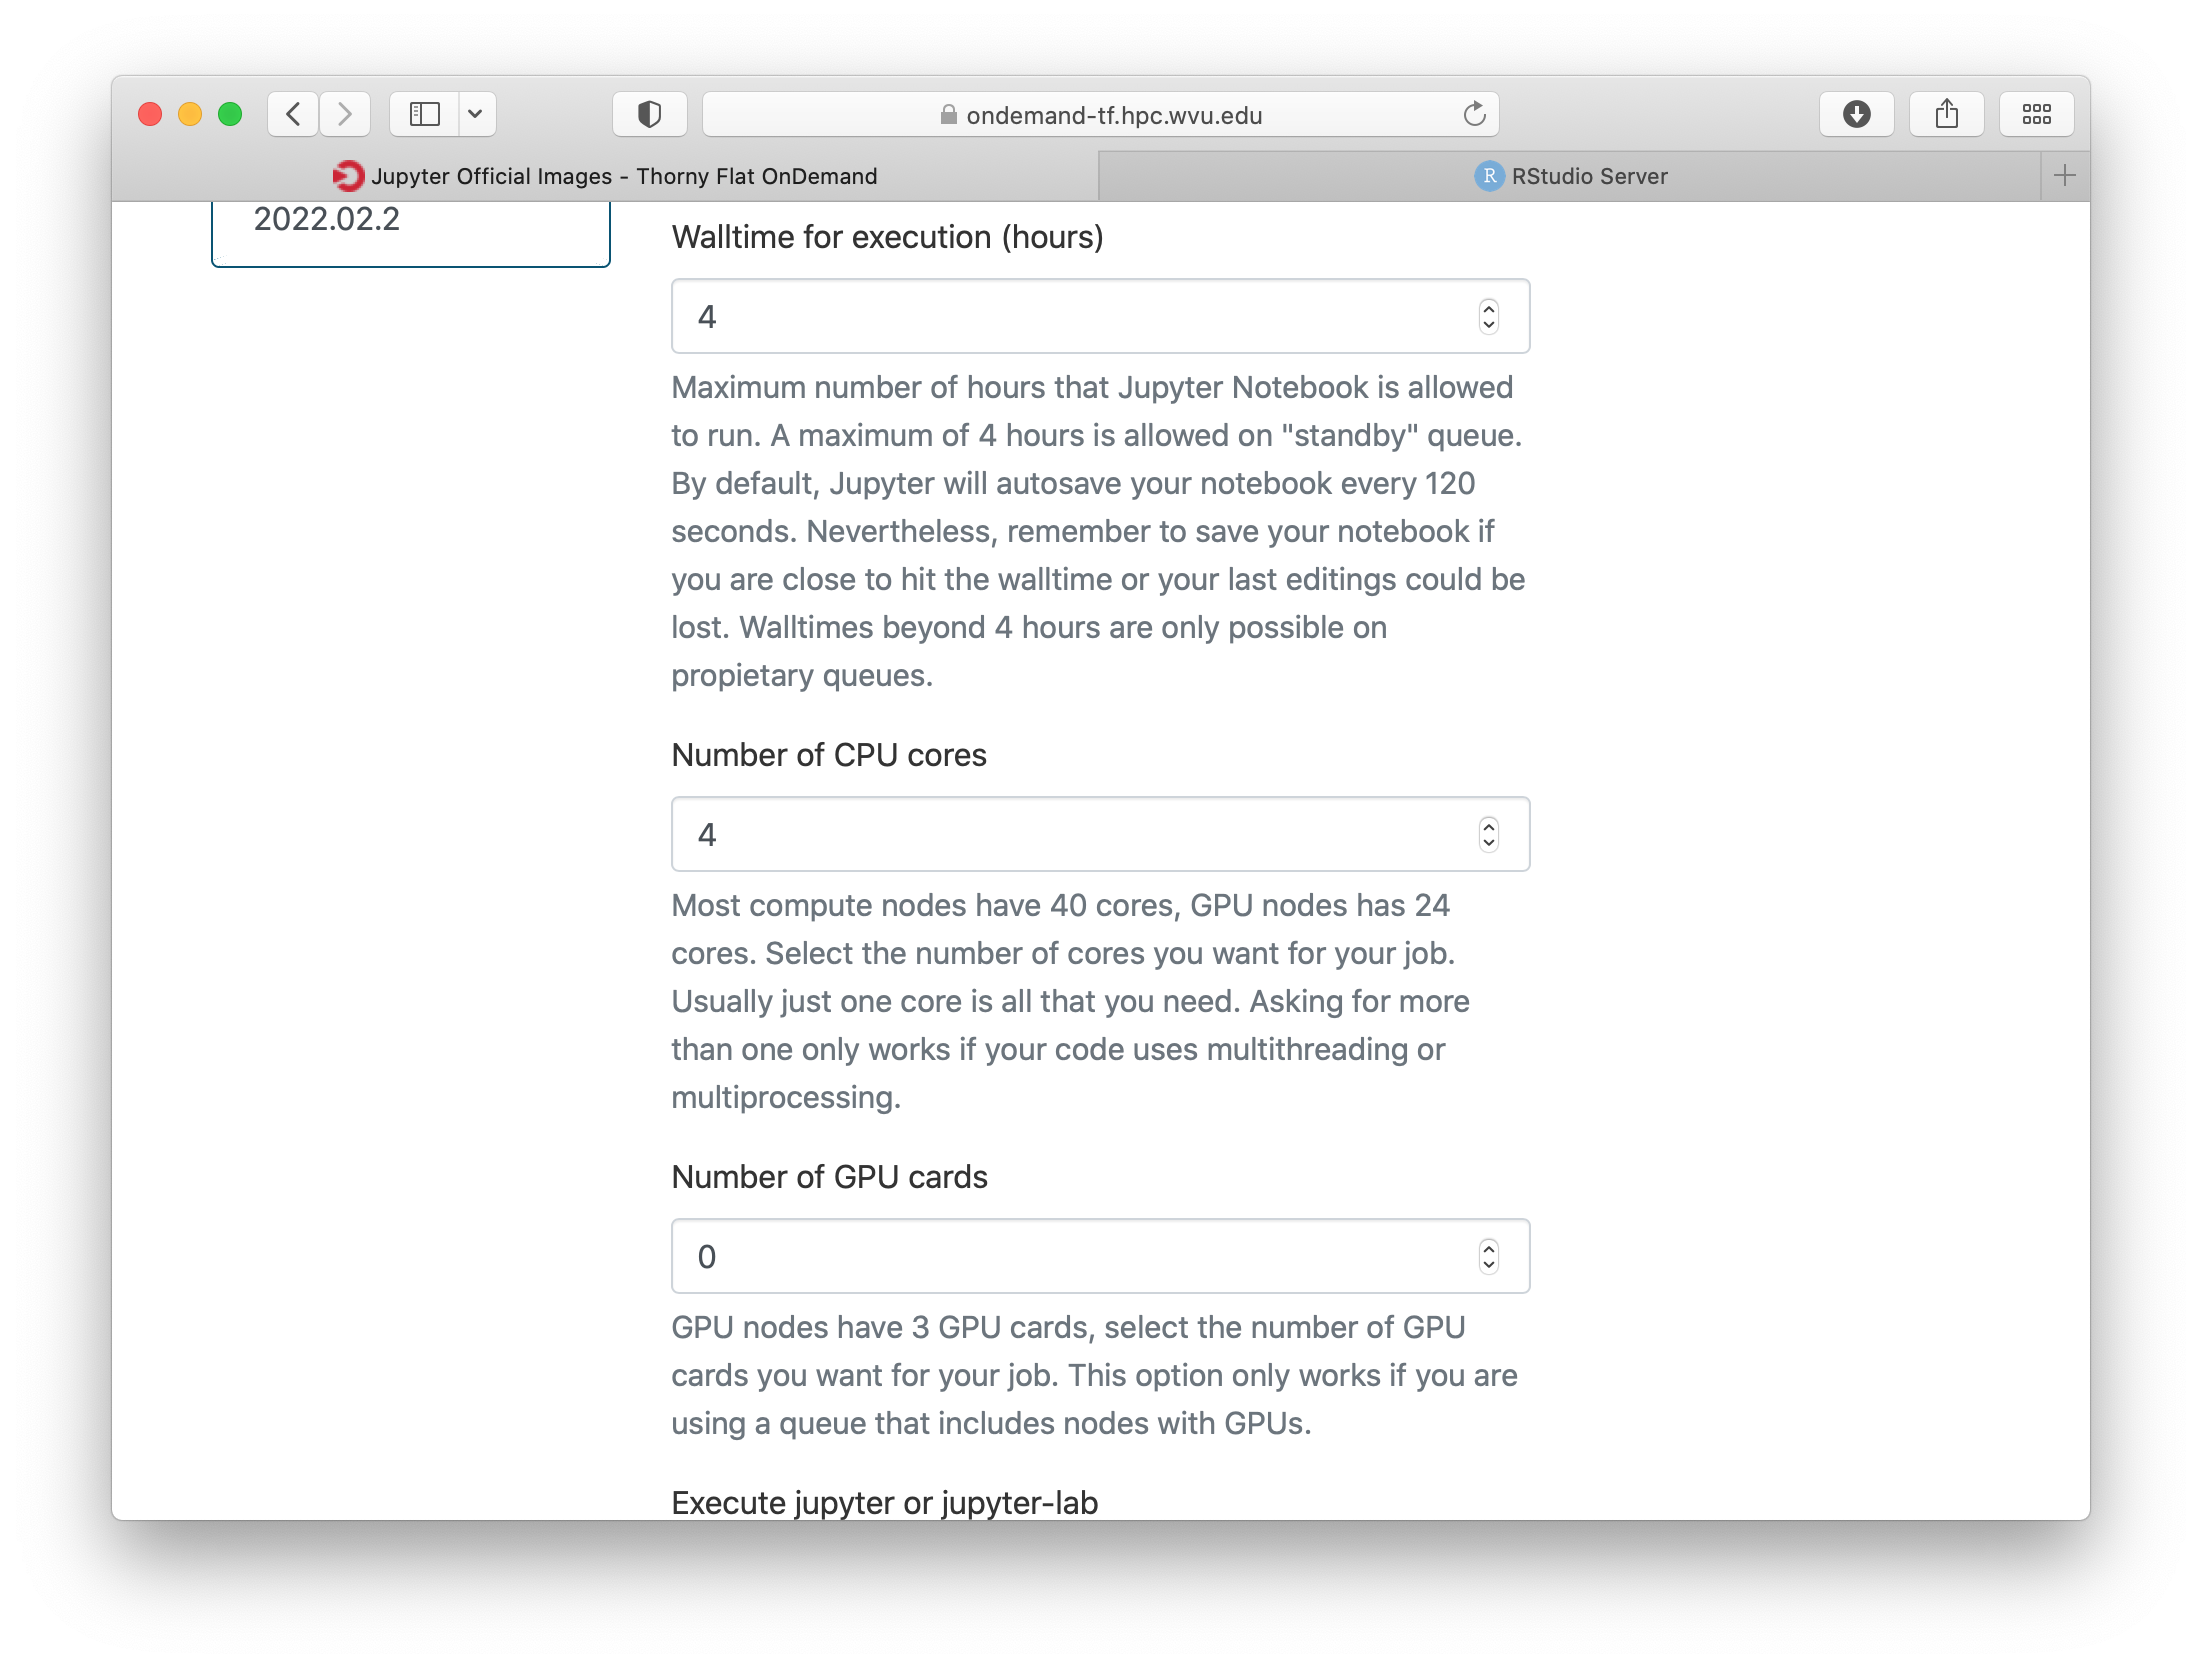 ondemand-tf.hpc.wvu.edu
Jupyter Official Images - Thorny Flat OnDemand
R RStudio Server
2022.02.2
Walltime for execution (hours)
4
Maximum number of hours that Jupyter Notebook is allowed
to run. A maximum of 4 hours is allowed on "standby" queue.
By default, Jupyter will autosave your notebook every 120
seconds. Nevertheless, remember to save your notebook if
you are close to hit the walltime or your last editings could be
lost. Walltimes beyond 4 hours are only possible on
propietary queues.
Number of CPU cores
4
Most compute nodes have 40 cores, GPU nodes has 24
cores. Select the number of cores you want for your job.
Usually just one core is all that you need. Asking for more
than one only works if your code uses multithreading or
multiprocessing.
Number of GPU cards
0
GPU nodes have 3 GPU cards, select the number of GPU
cards you want for your job. This option only works if you are
using a queue that includes nodes with GPUs.
Execute jupyter or jupyter-lab